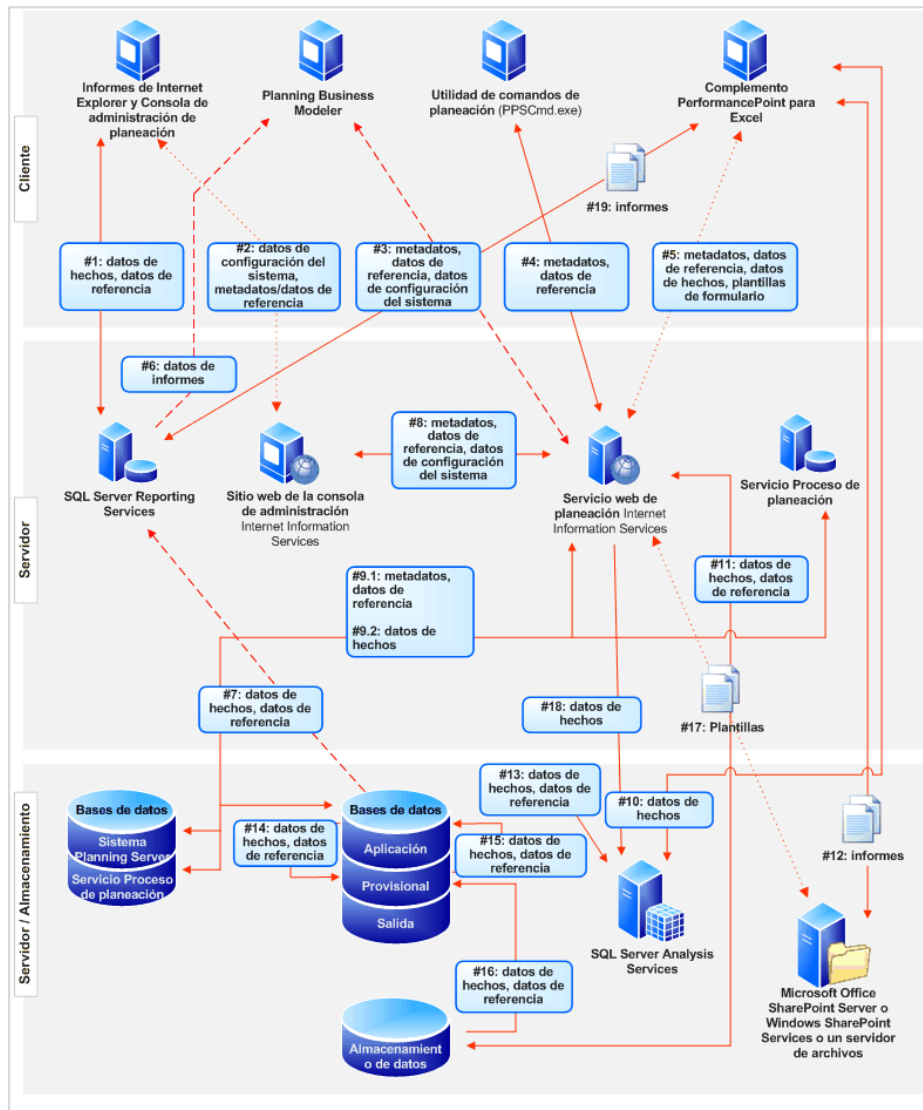 Informes de Internet
Explorer y Consola de
administración de
planeación
Planning Business
Modeler
Utilidad de comandos de
planeación (PPSCmd.exe)
Complemento
PerformancePoint para
Excel
Cliente
#19: informes
#1: datos de
hechos, datos de
referencia
#2: datos de
configuración del
sistema,
metadatos/datos de
referencia
#3: metadatos,
datos de
referencia, datos
de configuración
del sistema
#4: metadatos,
datos de
referencia
#5: metadatos, datos
de referencia, datos
de hechos, plantillas
de formulario
#6: datos de
informes
#8: metadatos,
datos de
referencia, datos
de configuración
del sistema
SQL Server Reporting
Services
Sitio web de la consola
de administración
Internet Information
Services
Servicio web de
planeación Internet
Information Services
Servicio Proceso de
planeación
Servidor
#9.1: metadatos,
datos de
referencia
#9.2: datos de
hechos
#11: datos de
hechos, datos
de referencia
#7: datos de
hechos, datos de
referencia
#18: datos de
hechos
#17: Plantillas
Servidor / Almacenamiento
Bases de datos
Sistema
Planning Server
Servicio Proceso
de planeación
#14: datos de
hechos, datos
de referencia
Bases de datos
Aplicación
Provisional
Salida
#13: datos de
hechos, datos de
referencia
#15: datos de
hechos, datos de
referencia
#10: datos de
hechos
#12: informes
SQL Server Analysis
Services
#16: datos de
hechos, datos de
referencia
Almacenamient
o de datos
Microsoft Office
SharePoint Server o
Windows SharePoint
Services o un servidor
de archivos